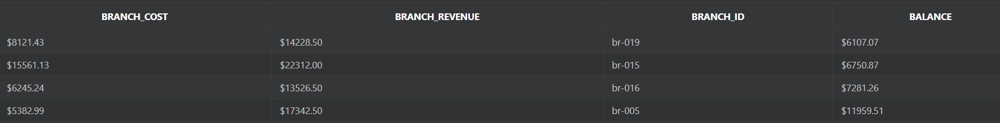 BRANCH_COST BRANCH_REVENUE BRANCH_ID BALANCE
$8121.43 $14228.50 br-019 $6107.07
$15561.13 $22312.00 br-015 $6750.87
$6245.24 $13526.50 br-016 $7281.26
$5382.99 $17342.50 br-005 $11959.51